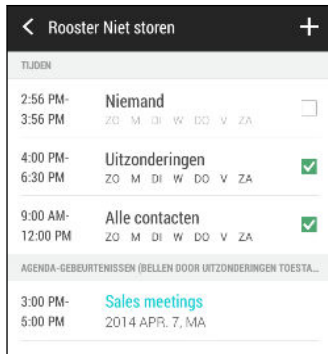 Rooster Niet storen
TIJDEN
2:56 PM-
3:56 PM
Niemand
ZO M DI W DO V ZA
4:00 PM-
6:30 PM
Uitzonderingen
ZO M DI W DO V ZA
9:00 AM-
12:00 PM
Alle contacten
ZO M DI W DO V ZA
AGENDA-GEBEURTENISSEN (BELLEN DOOR UITZONDERINGEN TOESTA...
3:00 PM-
5:00 PM
Sales meetings
2014 APR. 7, MA